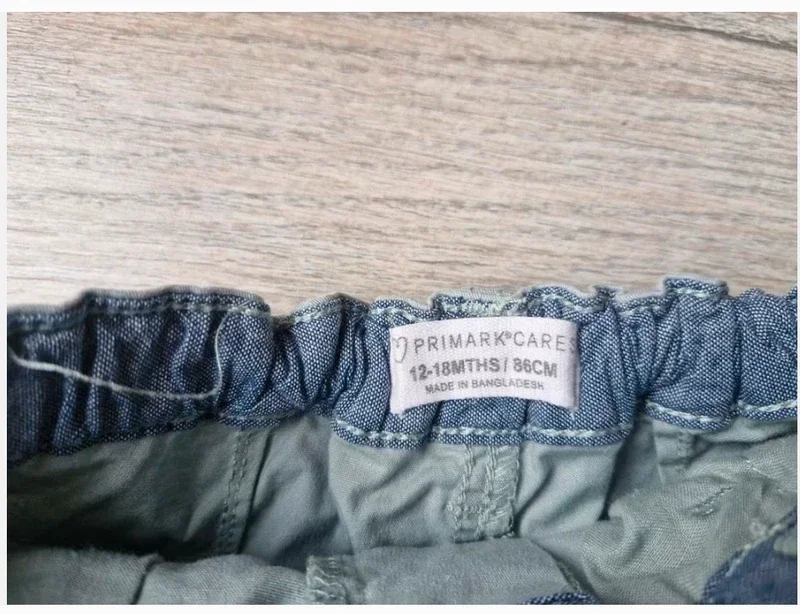 PRIMARK®CARES
12-18MTHS / 86CM
MADE IN BANGLADESH